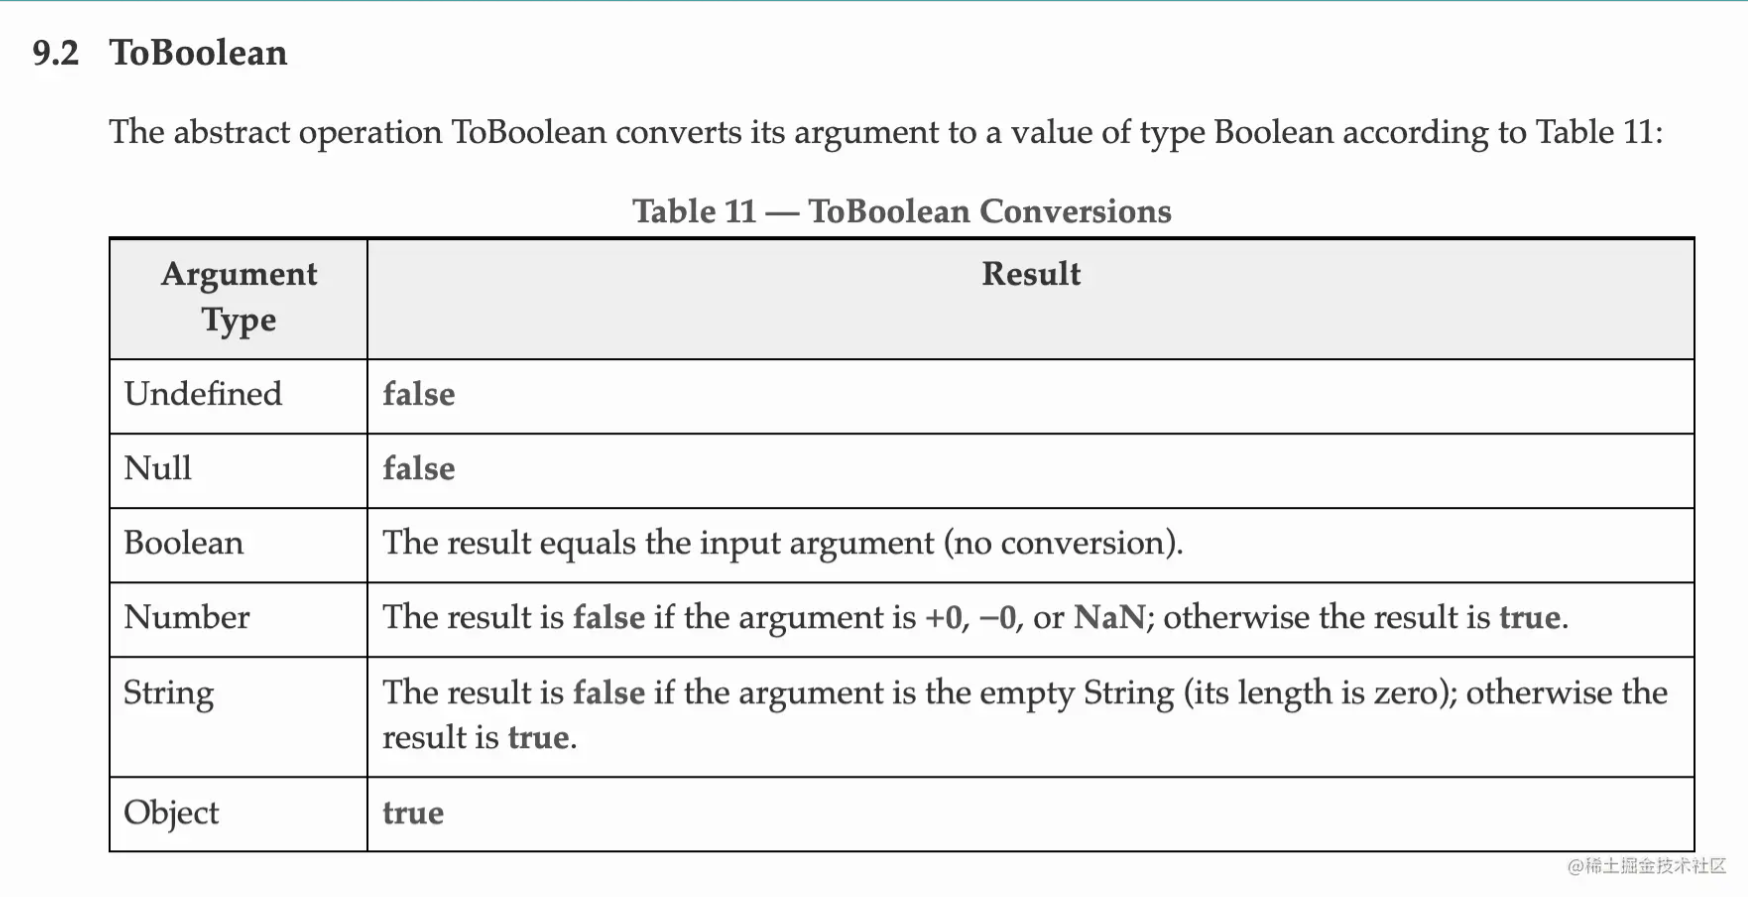 9.2 ToBoolean
The abstract operation ToBoolean converts its argument to a value of type Boolean according to Table 11:
Table 11 — ToBoolean Conversions
Argument Type
Result
Undefined
false
Null
false
Boolean
The result equals the input argument (no conversion).
Number
The result is false if the argument is +0, −0, or NaN; otherwise the result is true.
String
The result is false if the argument is the empty String (its length is zero); otherwise the
result is true.
Object
true
@稀土掘金技术社区